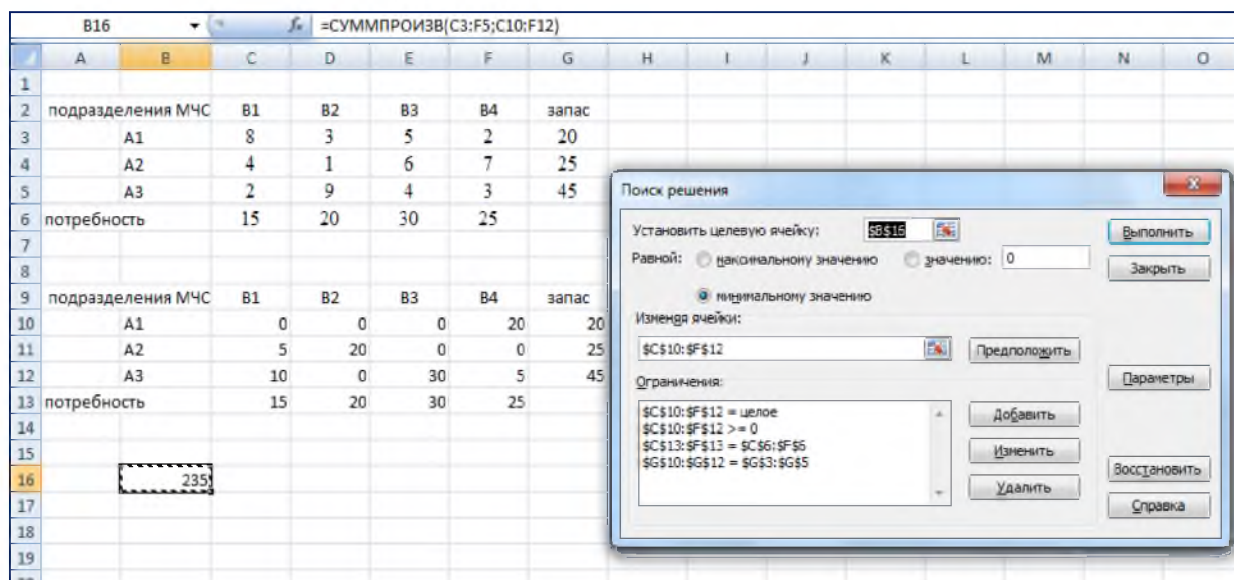 B16 fx =СУММПРОИЗВ(C3:F5;C10:F12)
A B C D E F G H I J K L M N O
1
2 подразделения МЧС B1 B2 B3 B4 запас
3 A1 8 3 5 2 20
4 A2 4 1 6 7 25
5 A3 2 9 4 3 45
6 потребность 15 20 30 25
7
8
9 подразделения МЧС B1 B2 B3 B4 запас
10 A1 0 0 0 20 20
11 A2 5 20 0 0 25
12 A3 10 0 30 5 45
13 потребность 15 20 30 25
14
15
16 235
17
18
19
Поиск решения
Установить целевую ячейку: $B$16
Равной: максимальному значению значению: 0
минимальному значению
Изменяя ячейки:
$C$10:$F$12
Предположить
Ограничения:
$C$10:$F$12 = целое
$C$10:$F$12 >= 0
$C$13:$F$13 = $C$6:$F$6
$G$10:$G$12 = $G$3:$G$5
Добавить
Изменить
Удалить
Выполнить
Закрыть
Параметры
Восстановить
Справка